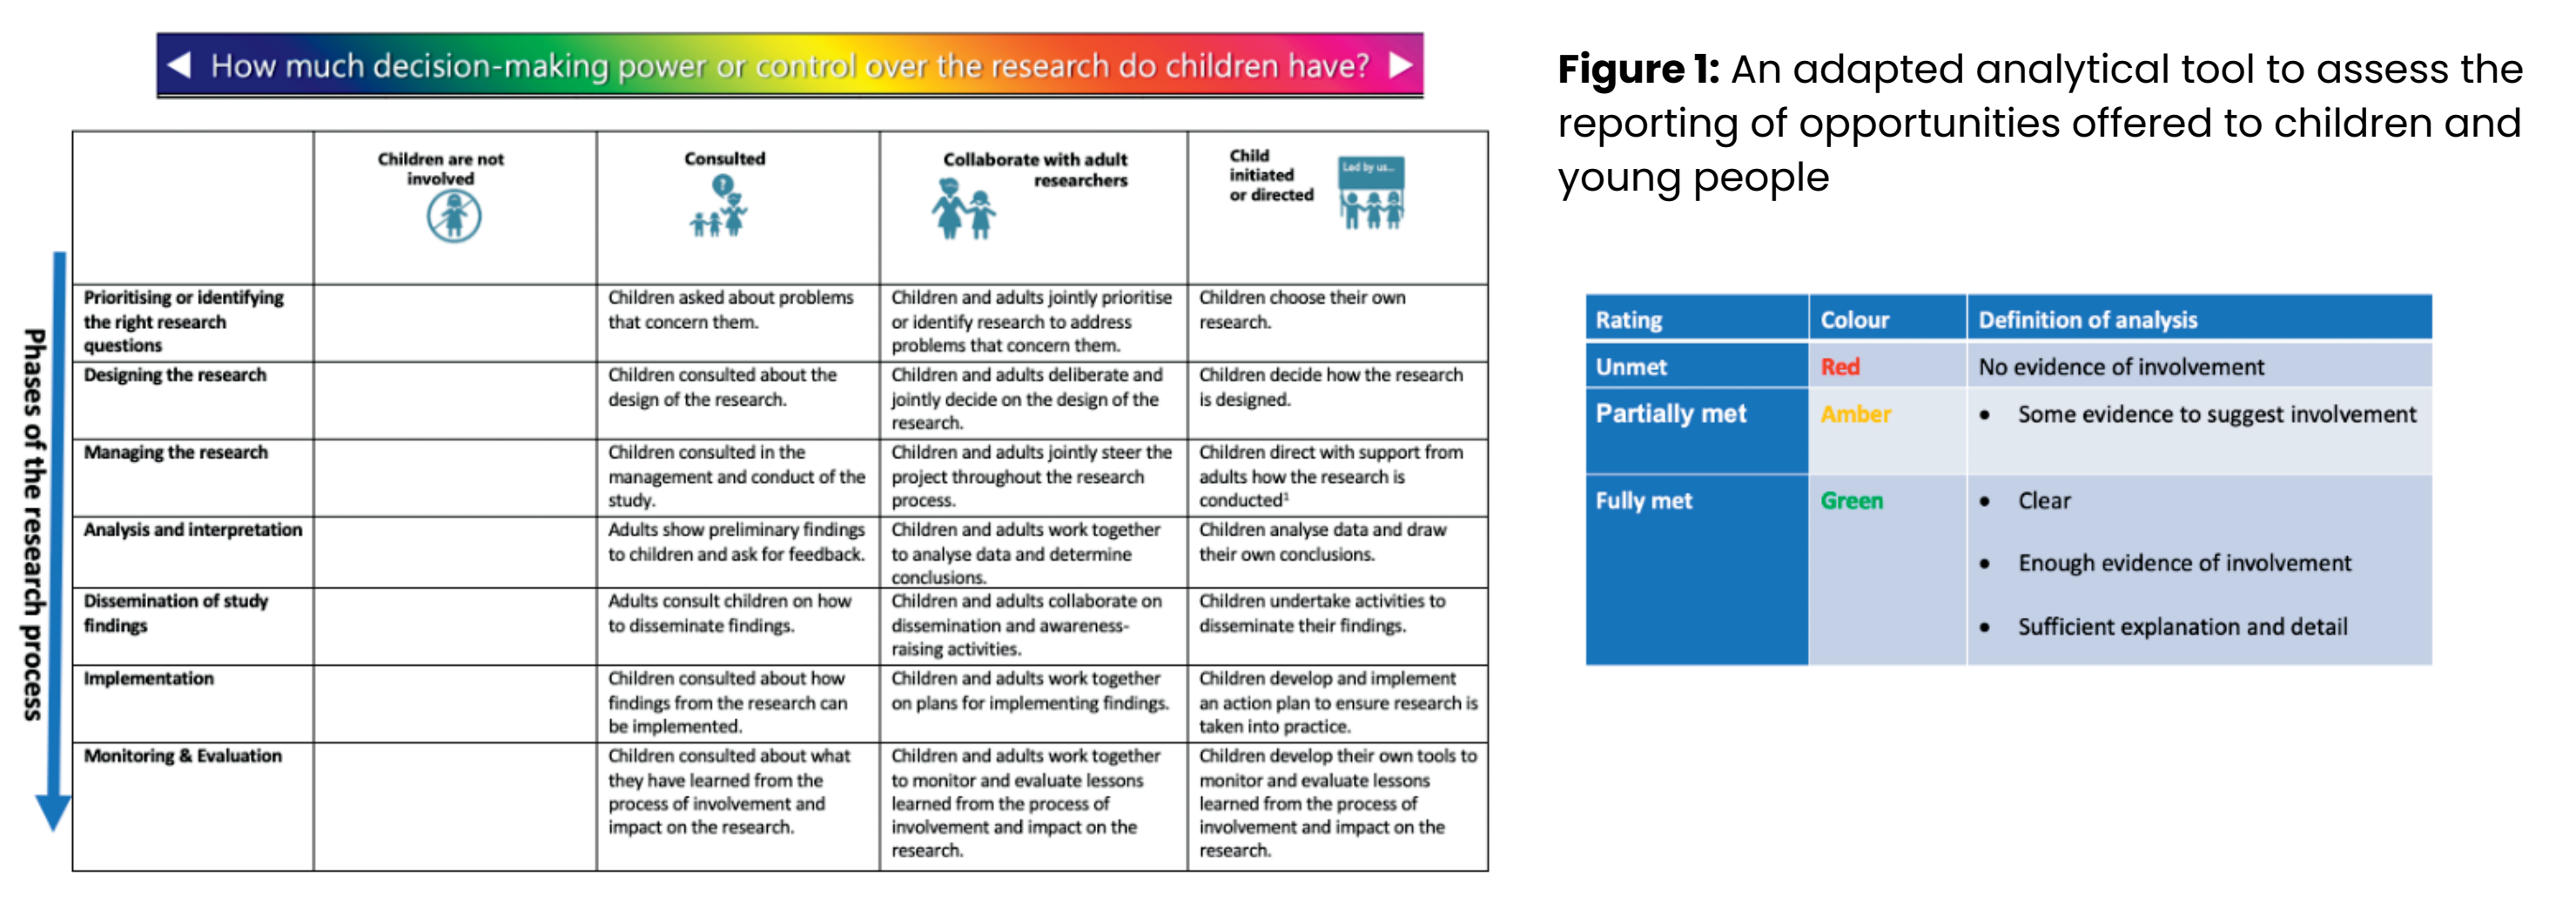 How much decision-making power or control over the research do children have?
Figure 1: An adapted analytical tool to assess the
reporting of opportunities offered to children and
young people
Children are not
involved
Consulted
?
Collaborate with adult
researchers
Child
initiated
or directed
Led by us...
Phases of the research process
Prioritising or identifying
the right research
questions
Children asked about problems
that concern them.
Children and adults jointly prioritise
or identify research to address
problems that concern them.
Children choose their own
research.
Designing the research
Children consulted about the
design of the research.
Children and adults deliberate and
jointly decide on the design of the
research.
Children decide how the research
is designed.
Managing the research
Children consulted in the
management and conduct of the
study.
Children and adults jointly steer the
project throughout the research
process.
Children direct with support from
adults how the research is
conducted¹
Analysis and interpretation
Adults show preliminary findings
to children and ask for feedback.
Children and adults work together
to analyse data and determine
conclusions.
Children analyse data and draw
their own conclusions.
Dissemination of study
findings
Adults consult children on how
to disseminate findings.
Children and adults collaborate on
dissemination and awareness-
raising activities.
Children undertake activities to
disseminate their findings.
Implementation
Children consulted about how
findings from the research can
be implemented.
Children and adults work together
on plans for implementing findings.
Children develop and implement
an action plan to ensure research is
taken into practice.
Monitoring & Evaluation
Children consulted about what
they have learned from the
process of involvement and
impact on the research.
Children and adults work together
to monitor and evaluate lessons
learned from the process of
involvement and impact on the
research.
Children develop their own tools to
monitor and evaluate lessons
learned from the process of
involvement and impact on the
research.
Rating Colour Definition of analysis
Unmet Red No evidence of involvement
Partially met Amber • Some evidence to suggest involvement
Fully met Green • Clear
• Enough evidence of involvement
• Sufficient explanation and detail